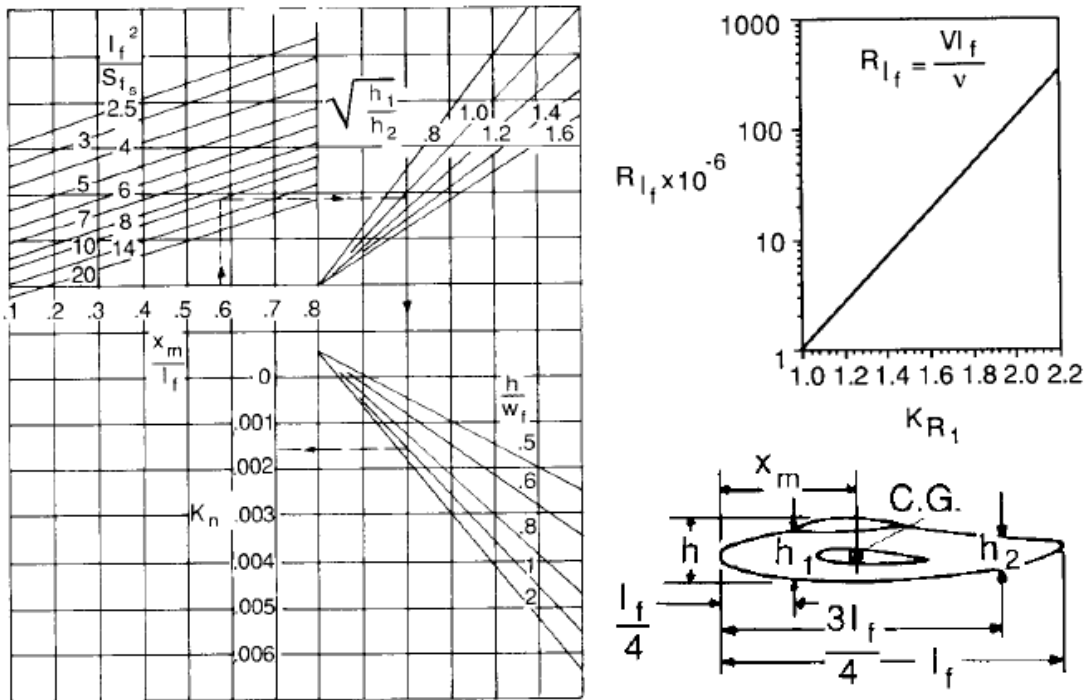 l_f²
S_fs
2.5
3
4
5
6
7
8
10
14
20
√ h_1
h_2
.8
1.0
1.2
1.4
1.6
.1 .2 .3 .4 .5 .6 .7 .8
x_m
l_f
0
.001
.002
.003
.004
.005
.006
K_n
h
w_f
.5
.6
.8
1
2
R_l_f = Vl_f
ν
1000
100
10
1
R_l_f x10^-6
1.0 1.2 1.4 1.6 1.8 2.0 2.2
K_R_1
x_m
C.G.
h
h_1
h_2
l_f
4
3l_f
4
l_f